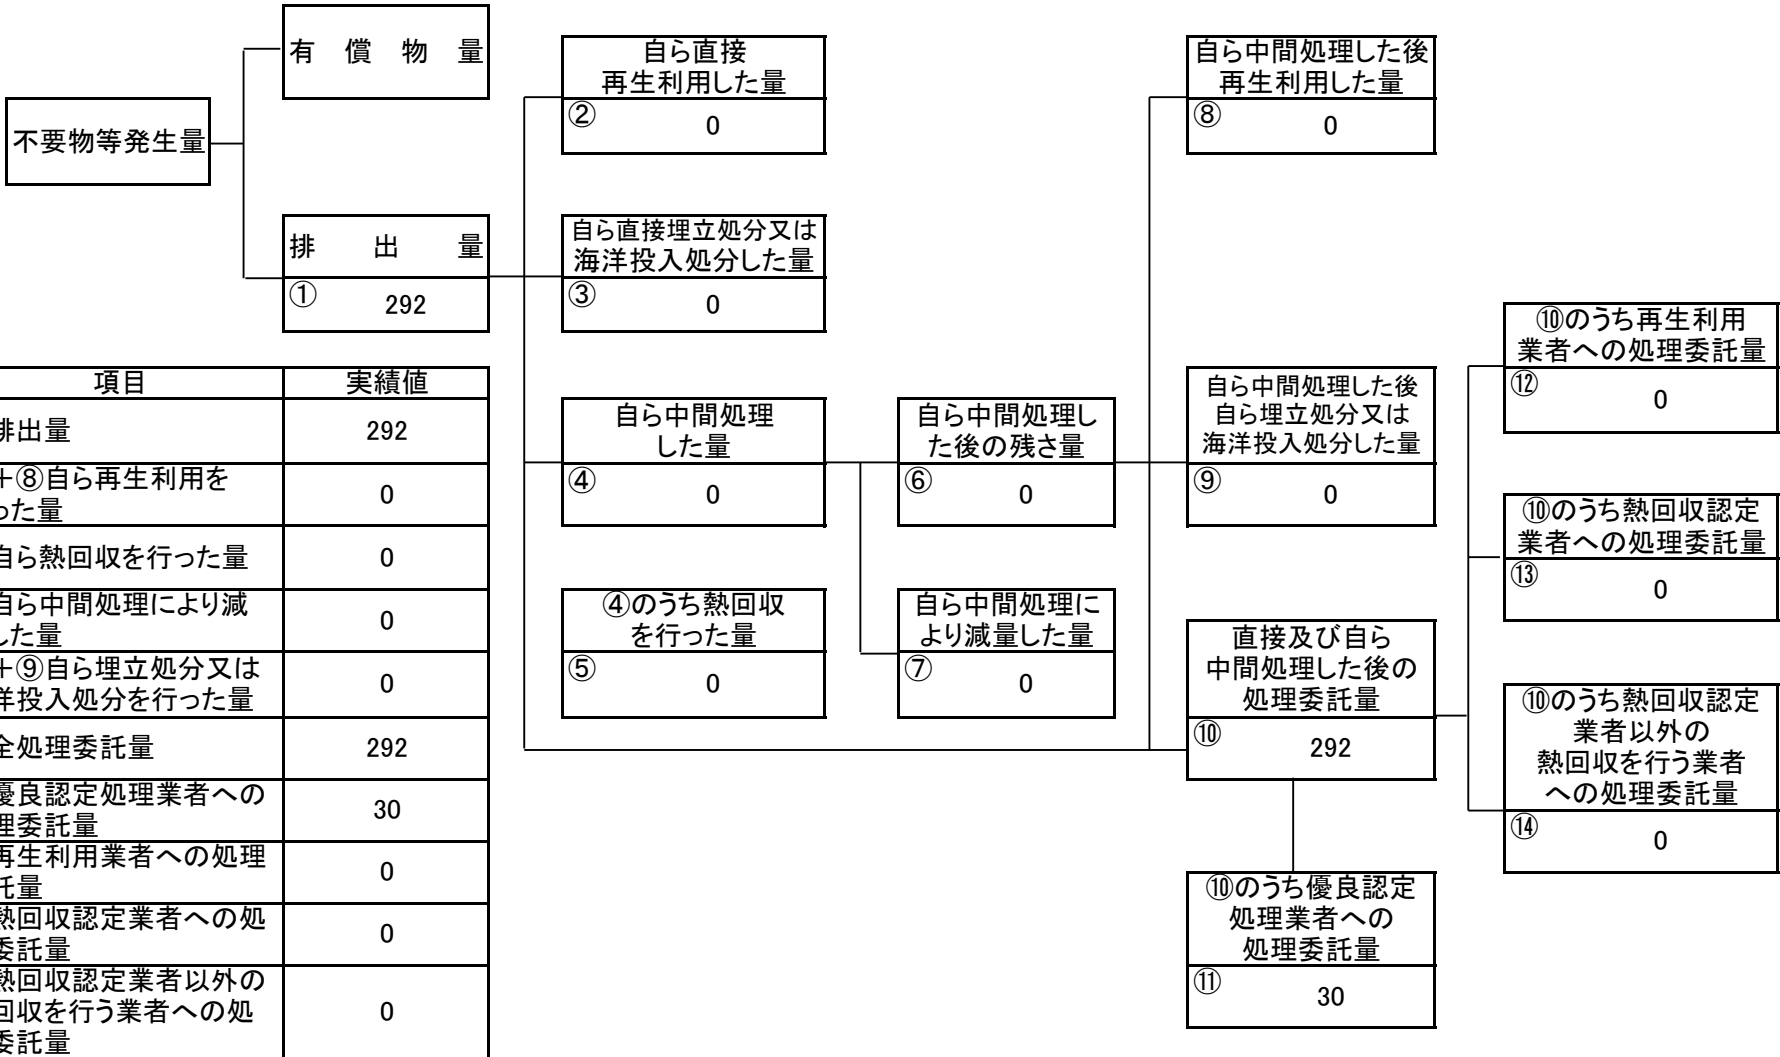 不要物等発生量
有償物量
排出量
① 292
自ら直接
再生利用した量
② 0
自ら直接埋立処分又は
海洋投入処分した量
③ 0
自ら中間処理
した量
④ 0
④のうち熱回収
を行った量
⑤ 0
自ら中間処理し
た後の残さ量
⑥ 0
自ら中間処理に
より減量した量
⑦ 0
自ら中間処理した後
再生利用した量
⑧ 0
自ら中間処理した後
自ら埋立処分又は
海洋投入処分した量
⑨ 0
直接及び自ら
中間処理した後の
処理委託量
⑩ 292
⑩のうち優良認定
処理業者への
処理委託量
⑪ 30
⑩のうち再生利用
業者への処理委託量
⑫ 0
⑩のうち熱回収認定
業者への処理委託量
⑬ 0
⑩のうち熱回収認定
業者以外の
熱回収を行う業者
への処理委託量
⑭ 0
項目 実績値
排出量 292
+⑧自ら再生利用を
った量 0
自ら熱回収を行った量 0
自ら中間処理により減
した量 0
+⑨自ら埋立処分又は
洋投入処分を行った量 0
全処理委託量 292
優良認定処理業者への
理委託量 30
再生利用業者への処理
託量 0
熱回収認定業者への処
委託量 0
熱回収認定業者以外の
回収を行う業者への処
委託量 0